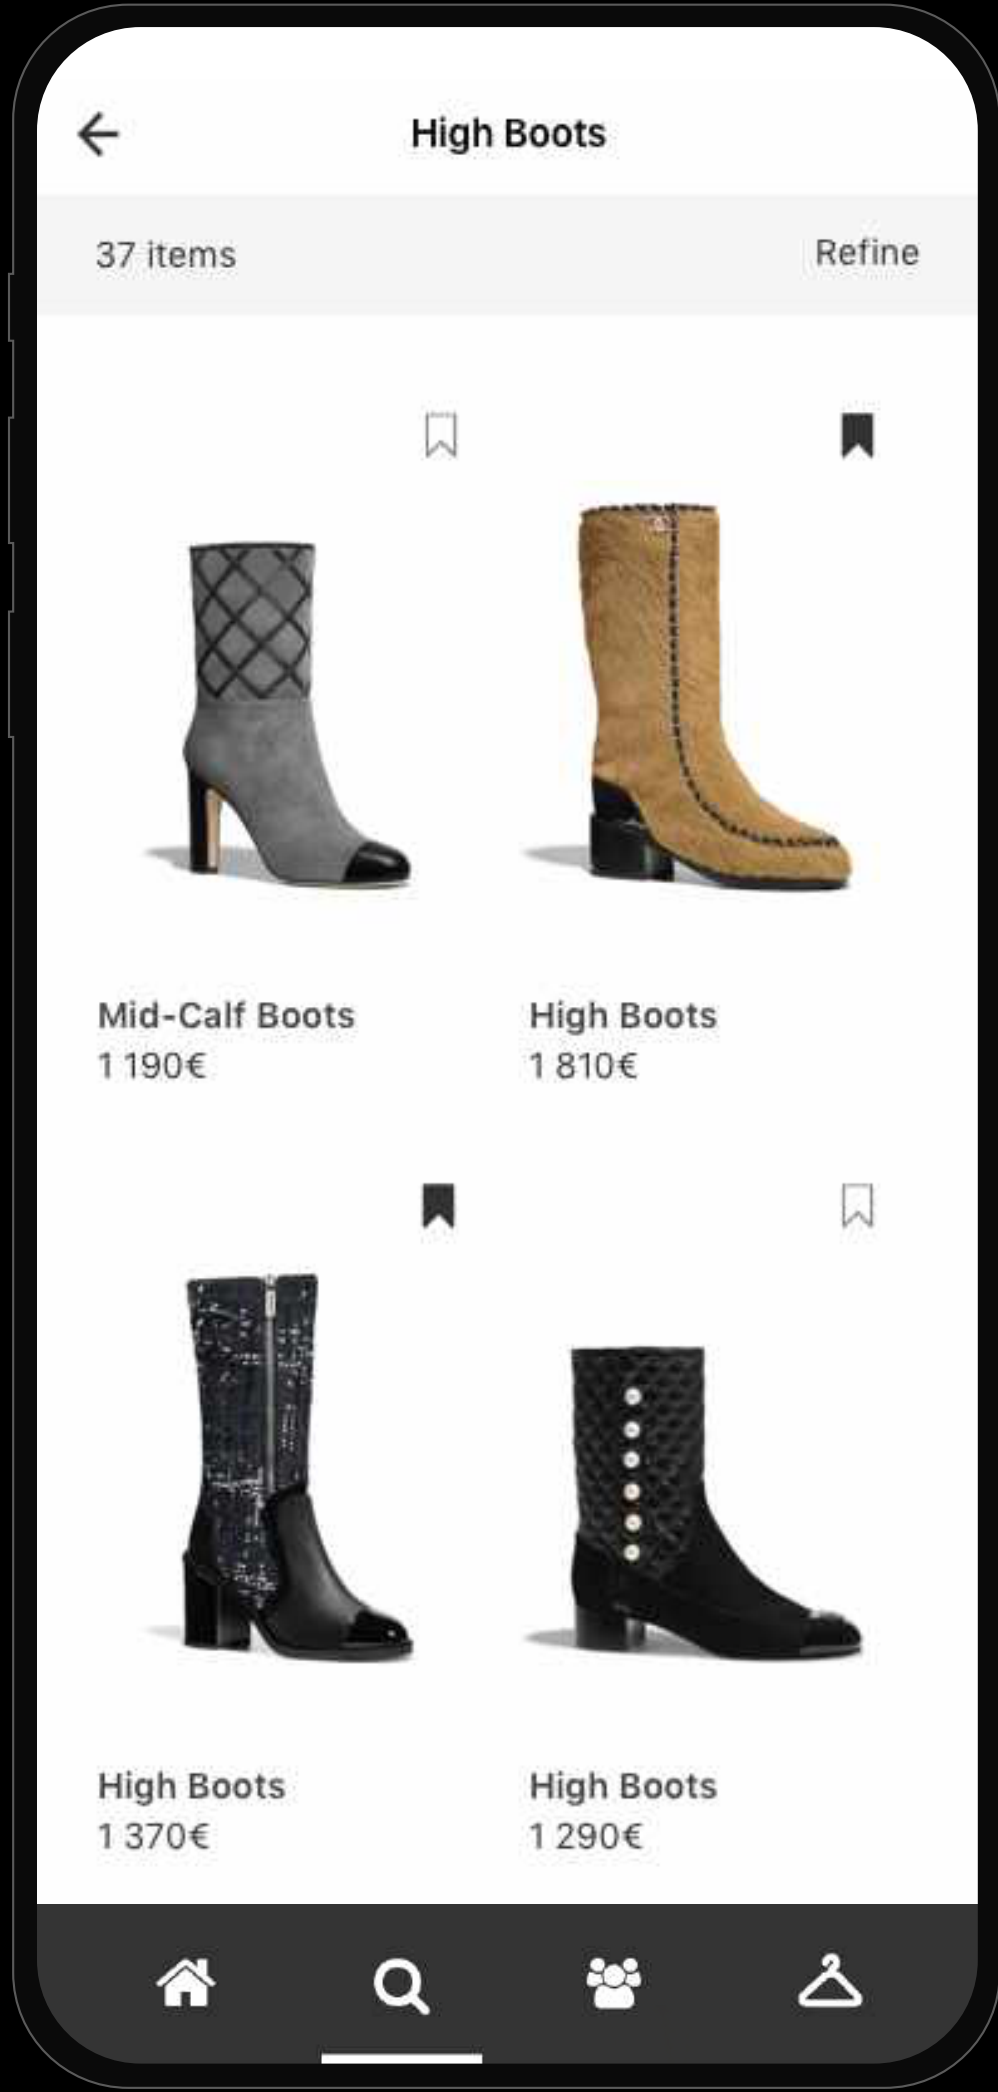 High Boots
37 items
Refine
Mid-Calf Boots
1 190€
High Boots
1 810€
High Boots
1 370€
High Boots
1 290€